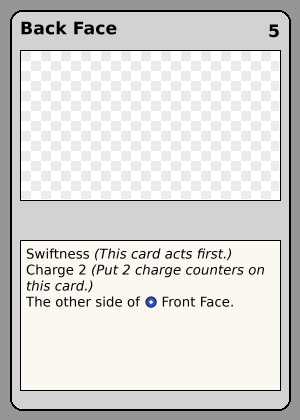 Back Face 5
Swiftness (This card acts first.)
Charge 2 (Put 2 charge counters on
this card.)
The other side of Front Face.